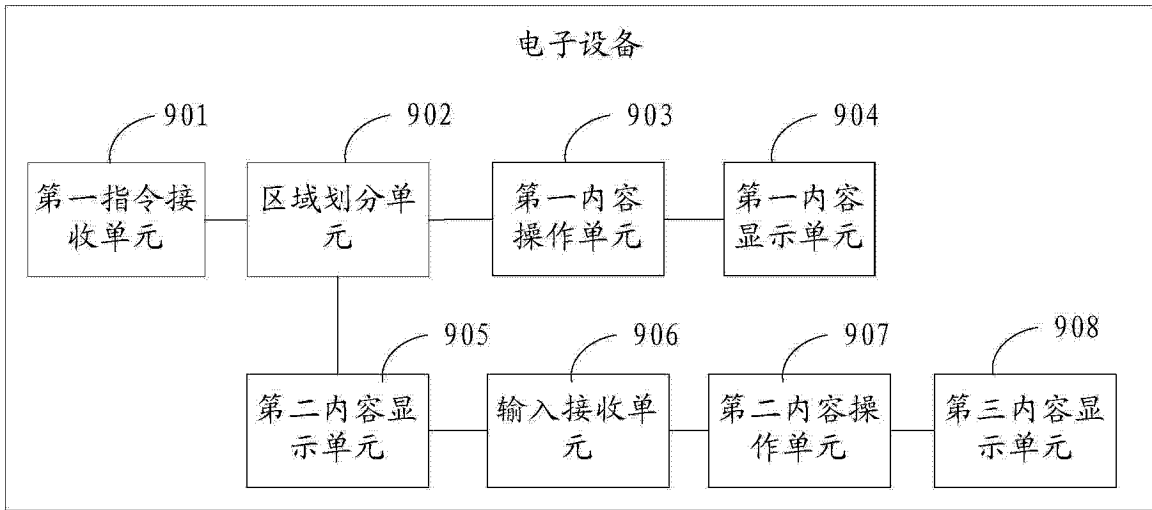 电子设备
901
902
903
904
第一指令接
收单元
区域划分单
元
第一内容
操作单元
第一内容
显示单元
905
906
907
908
第二内容显
示单元
输入接收单
元
第二内容操
作单元
第三内容显
示单元